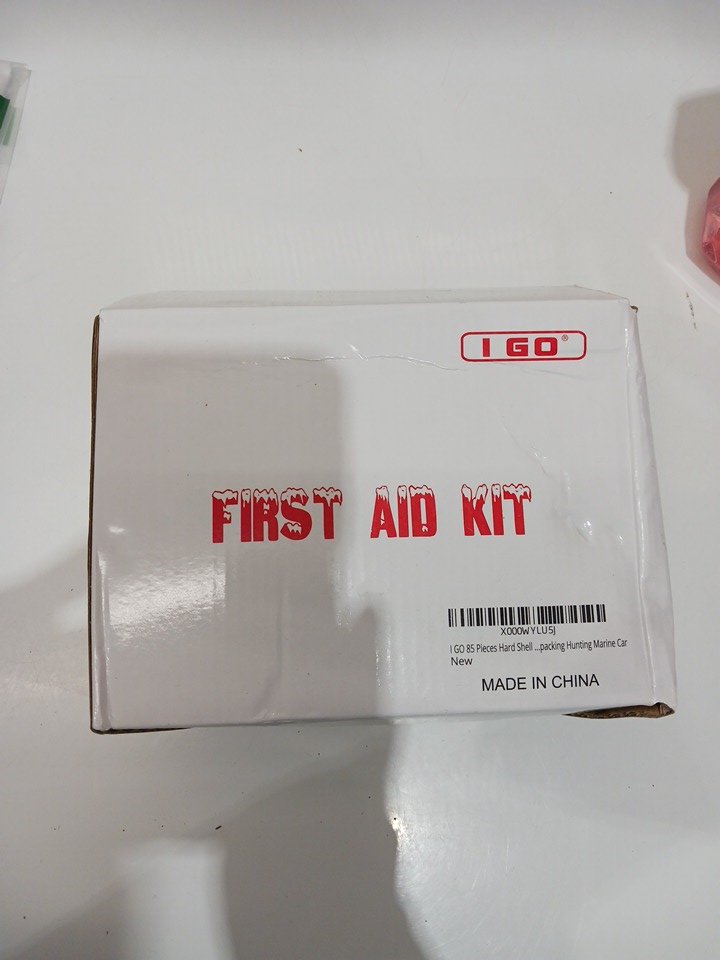 I GO®
FIRST AID KIT
X000WYLU5J
I GO 85 Pieces Hard Shell ...packing Hunting Marine Car
New
MADE IN CHINA